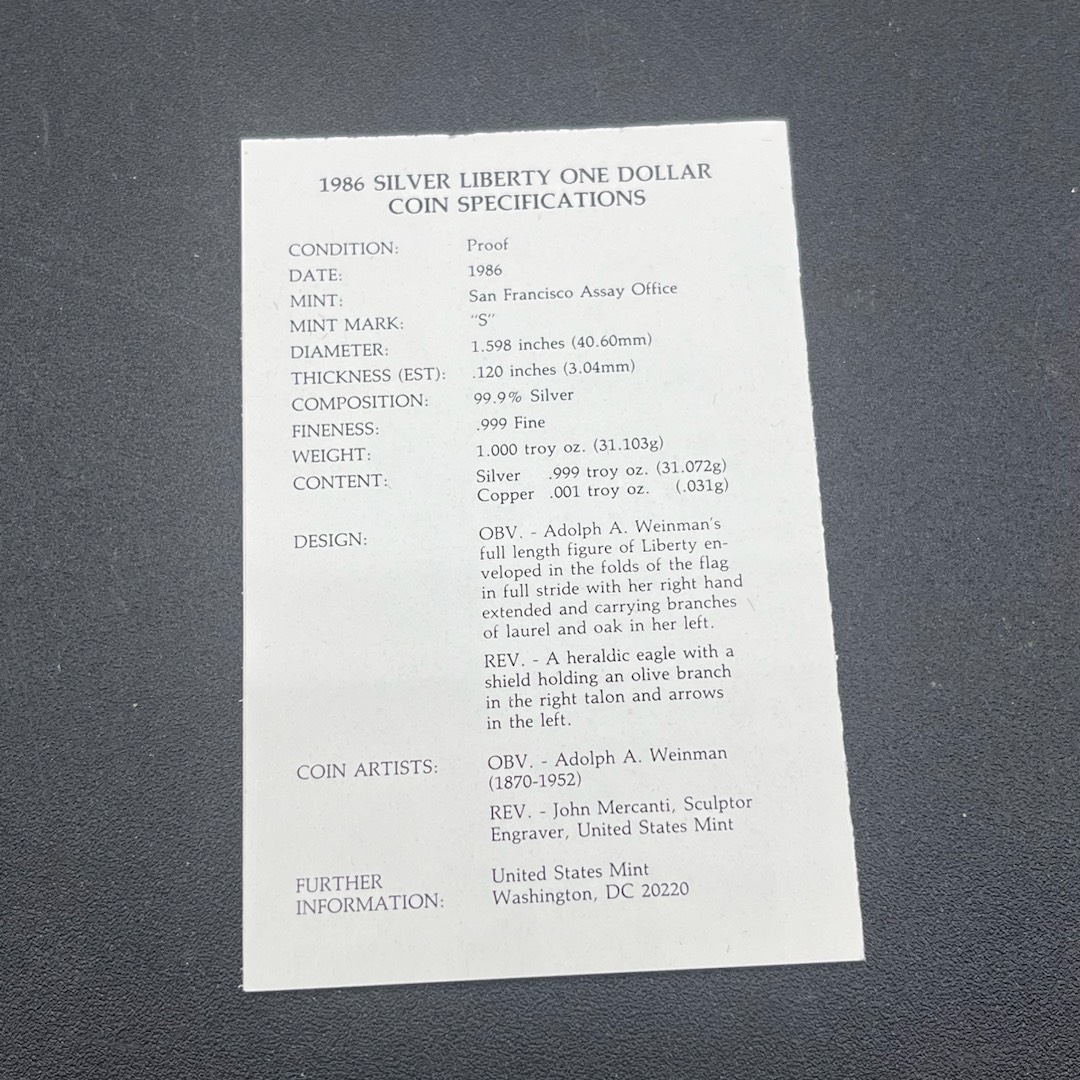 1986 SILVER LIBERTY ONE DOLLAR
COIN SPECIFICATIONS
CONDITION: Proof
DATE: 1986
MINT: San Francisco Assay Office
MINT MARK: "S"
DIAMETER: 1.598 inches (40.60mm)
THICKNESS (EST): .120 inches (3.04mm)
COMPOSITION: 99.9% Silver
FINENESS: .999 Fine
WEIGHT: 1.000 troy oz. (31.103g)
CONTENT: Silver .999 troy oz. (31.072g)
Copper .001 troy oz. (.031g)
DESIGN: OBV. - Adolph A. Weinman's
full length figure of Liberty en-
veloped in the folds of the flag
in full stride with her right hand
extended and carrying branches
of laurel and oak in her left.
REV. - A heraldic eagle with a
shield holding an olive branch
in the right talon and arrows
in the left.
COIN ARTISTS: OBV. - Adolph A. Weinman
(1870-1952)
REV. - John Mercanti, Sculptor
Engraver, United States Mint
FURTHER United States Mint
INFORMATION: Washington, DC 20220